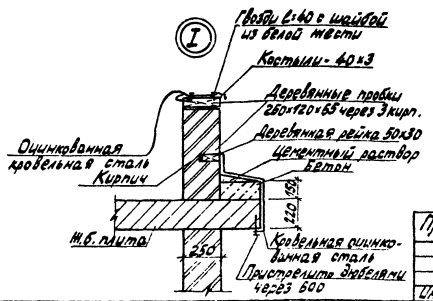 I
Гвозди ℓ=40 с шайбой
из белой жести
Костыли - 40×3
Деревянные пробки
250×120×65 через 3 кирп.
Деревянная рейка 50×30
Цементный раствор
Бетон
Оцинкованная
кровельная сталь
Кирпич
Ж.б. плита
250
150
220
Кровельная оцинко-
ванная сталь
Пристрелить дюбелями
через 600